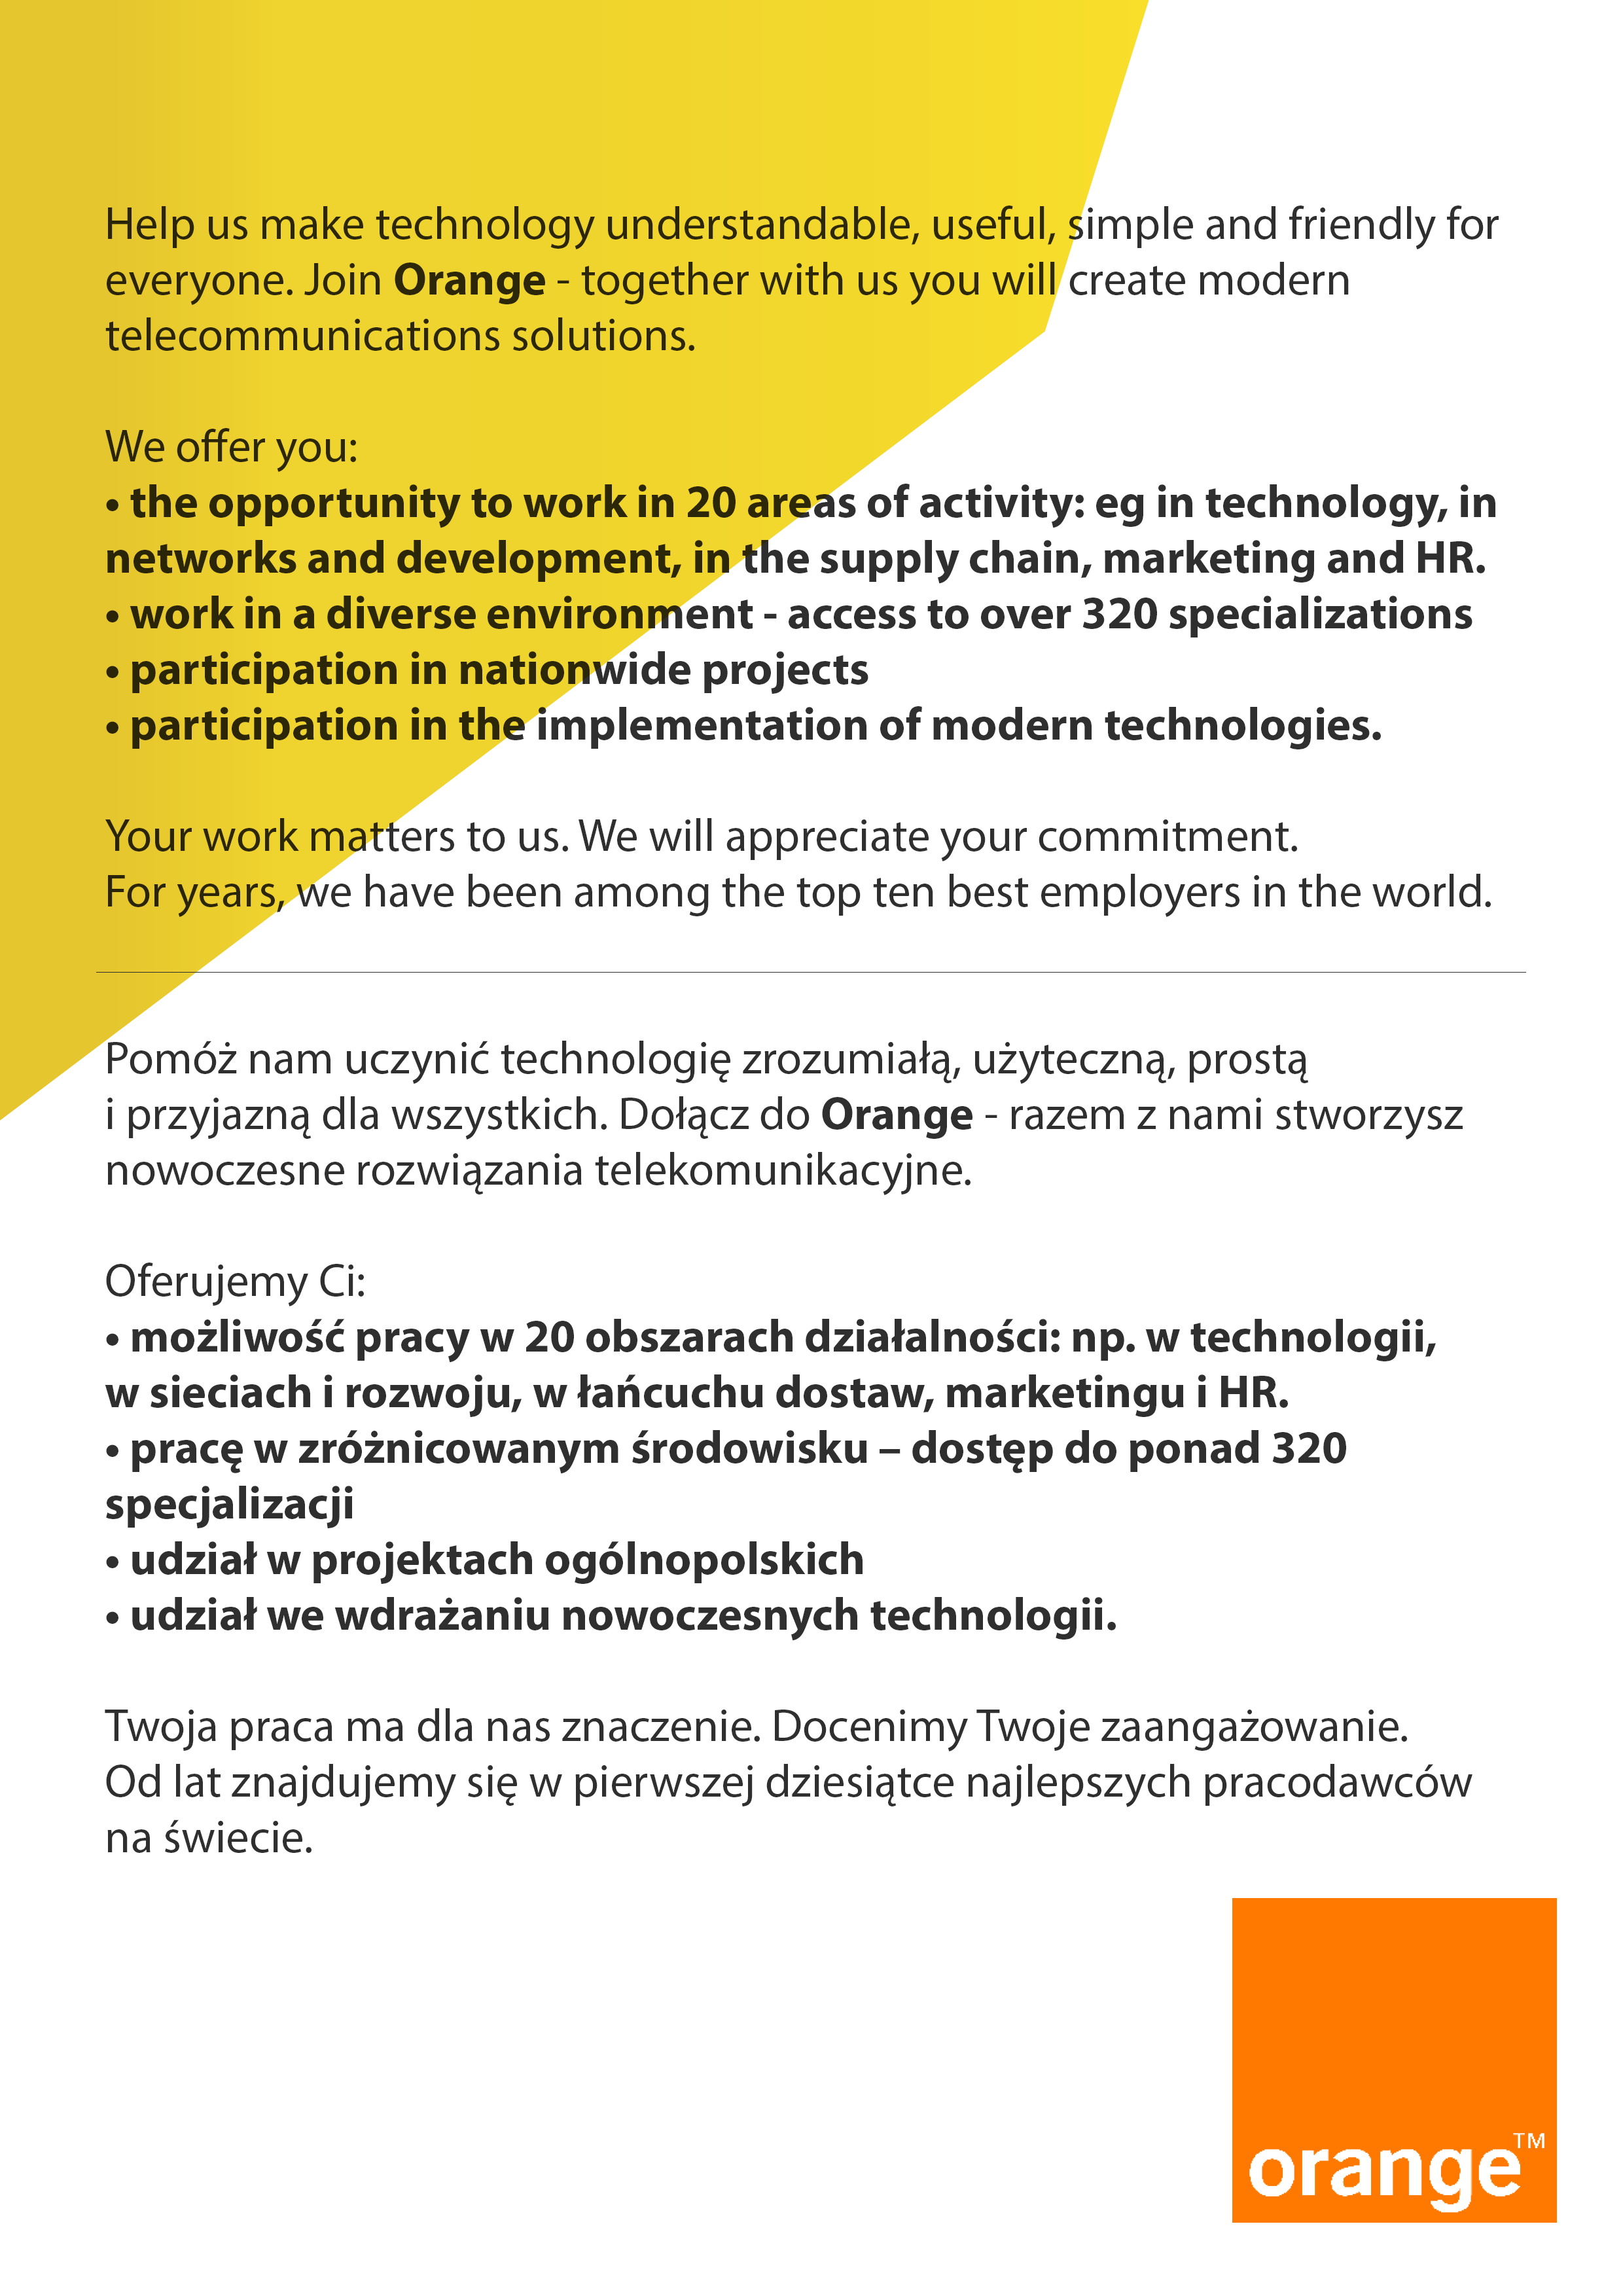 Help us make technology understandable, useful, simple and friendly for
everyone. Join Orange - together with us you will create modern
telecommunications solutions.
We offer you:
• the opportunity to work in 20 areas of activity: eg in technology, in
networks and development, in the supply chain, marketing and HR.
• work in a diverse environment - access to over 320 specializations
• participation in nationwide projects
• participation in the implementation of modern technologies.
Your work matters to us. We will appreciate your commitment.
For years, we have been among the top ten best employers in the world.
Pomóż nam uczynić technologię zrozumiałą, użyteczną, prostą
i przyjazną dla wszystkich. Dołącz do Orange - razem z nami stworzysz
nowoczesne rozwiązania telekomunikacyjne.
Oferujemy Ci:
• możliwość pracy w 20 obszarach działalności: np. w technologii,
w sieciach i rozwoju, w łańcuchu dostaw, marketingu i HR.
• pracę w zróżnicowanym środowisku – dostęp do ponad 320
specjalizacji
• udział w projektach ogólnopolskich
• udział we wdrażaniu nowoczesnych technologii.
Twoja praca ma dla nas znaczenie. Docenimy Twoje zaangażowanie.
Od lat znajdujemy się w pierwszej dziesiątce najlepszych pracodawców
na świecie.
orange™